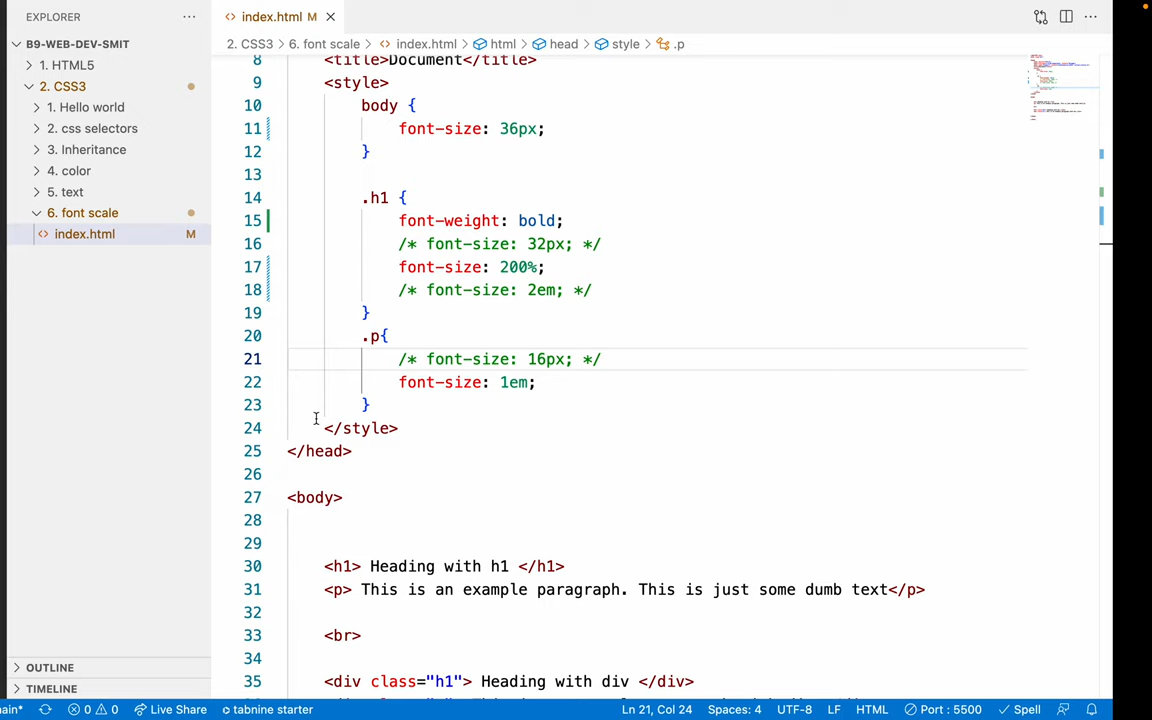 EXPLORER
index.html M
B9-WEB-DEV-SMIT
1. HTML5
2. CSS3
1. Hello world
2. css selectors
3. Inheritance
4. color
5. text
6. font scale
index.html M
OUTLINE
TIMELINE
2. CSS3 > 6. font scale > index.html > html > head > style > .p
8 <title>Document</title>
9 <style>
10 body {
11 font-size: 36px;
12 }
13
14 .h1 {
15 font-weight: bold;
16 /* font-size: 32px; */
17 font-size: 200%;
18 /* font-size: 2em; */
19 }
20 .p{
21 /* font-size: 16px; */
22 font-size: 1em;
23 }
24 </style>
25 </head>
26
27 <body>
28
29
30 <h1> Heading with h1 </h1>
31 <p> This is an example paragraph. This is just some dumb text</p>
32
33 <br>
34
35 <div class="h1"> Heading with div </div>
0 0 Live Share tabnine starter Ln 21, Col 24 Spaces: 4 UTF-8 LF HTML Port : 5500 Spell